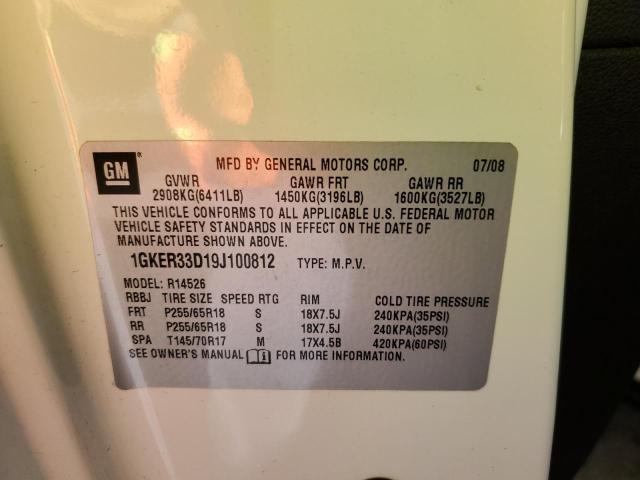 GM ® MFD BY GENERAL MOTORS CORP. 07/08
GVWR GAWR FRT GAWR RR
2908KG(6411LB) 1450KG(3196LB) 1600KG(3527LB)
THIS VEHICLE CONFORMS TO ALL APPLICABLE U.S. FEDERAL MOTOR
VEHICLE SAFETY STANDARDS IN EFFECT ON THE DATE OF
MANUFACTURE SHOWN ABOVE.
1GKER33D19J100812 TYPE: M.P.V.
MODEL: R14526
RBBJ TIRE SIZE SPEED RTG RIM COLD TIRE PRESSURE
FRT P255/65R18 S 18X7.5J 240KPA(35PSI)
RR P255/65R18 S 18X7.5J 240KPA(35PSI)
SPA T145/70R17 M 17X4.5B 420KPA(60PSI)
SEE OWNER'S MANUAL FOR MORE INFORMATION.